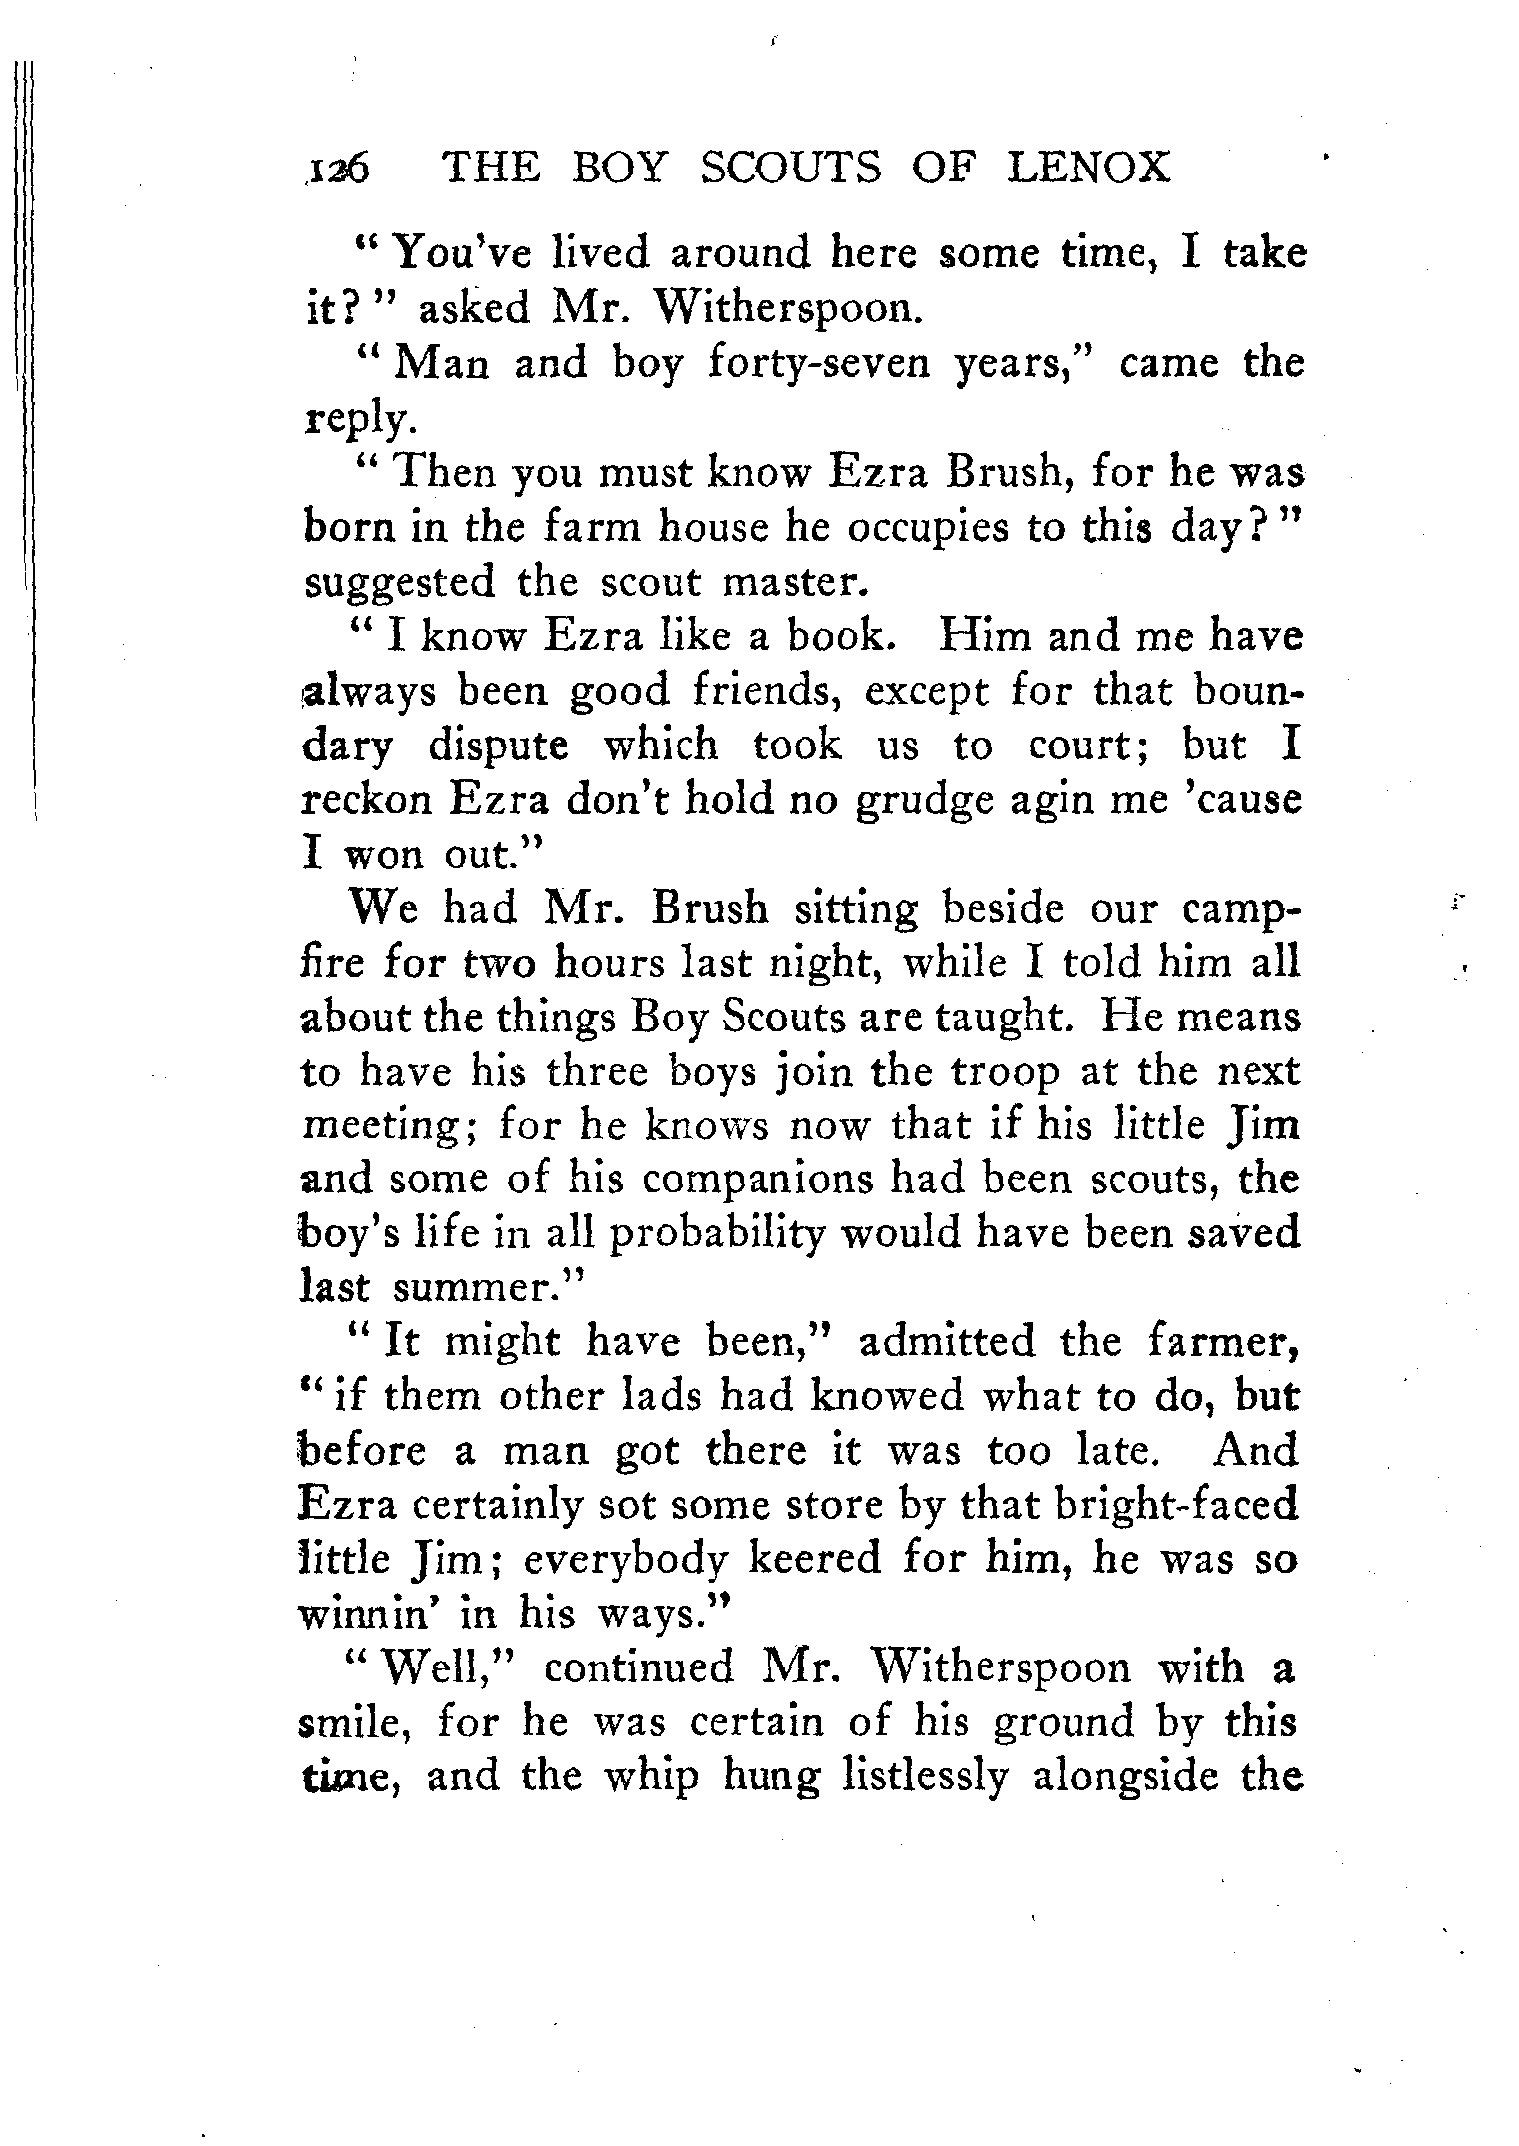 126 THE BOY SCOUTS OF LENOX
" You've lived around here some time, I take
it? " asked Mr. Witherspoon.
" Man and boy forty-seven years," came the
reply.
" Then you must know Ezra Brush, for he was
born in the farm house he occupies to this day? "
suggested the scout master.
" I know Ezra like a book. Him and me have
always been good friends, except for that boun-
dary dispute which took us to court; but I
reckon Ezra don't hold no grudge agin me 'cause
I won out."
We had Mr. Brush sitting beside our camp-
fire for two hours last night, while I told him all
about the things Boy Scouts are taught. He means
to have his three boys join the troop at the next
meeting; for he knows now that if his little Jim
and some of his companions had been scouts, the
boy's life in all probability would have been saved
last summer."
" It might have been," admitted the farmer,
" if them other lads had knowed what to do, but
before a man got there it was too late. And
Ezra certainly sot some store by that bright-faced
little Jim; everybody keered for him, he was so
winnin' in his ways."
" Well," continued Mr. Witherspoon with a
smile, for he was certain of his ground by this
time, and the whip hung listlessly alongside the